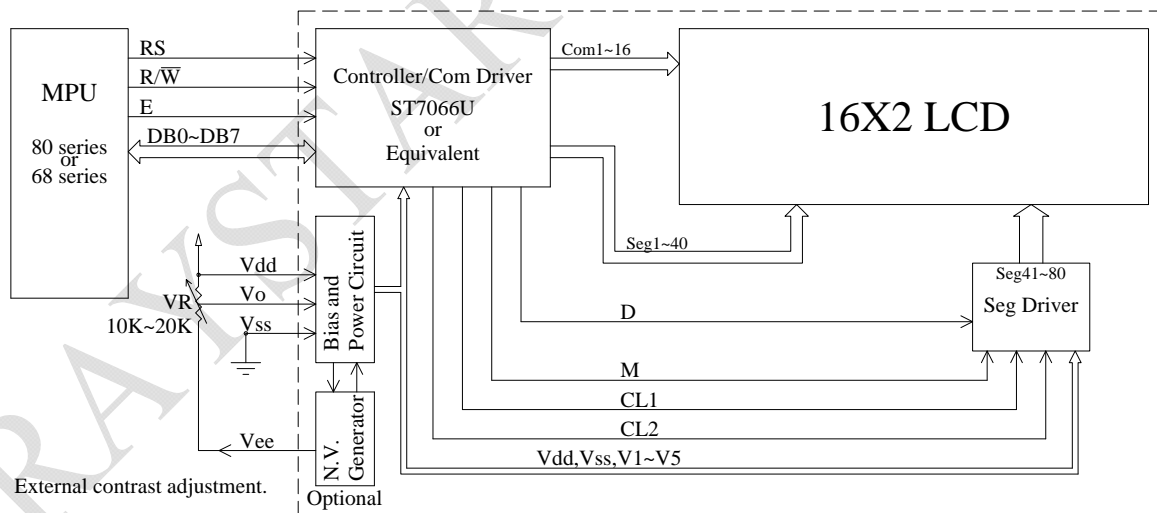 RS
R/W̅
E
DB0~DB7
MPU
80 series
or
68 series
Controller/Com Driver
ST7066U
or
Equivalent
Com1~16
16X2 LCD
Seg1~40
Seg41~80
Seg Driver
Vdd
Vo
Vss
VR
10K~20K
Bias and
Power Circuit
D
M
CL1
CL2
Vdd,Vss,V1~V5
N.V.
Generator
Optional
Vee
External contrast adjustment.
RAYSTAR